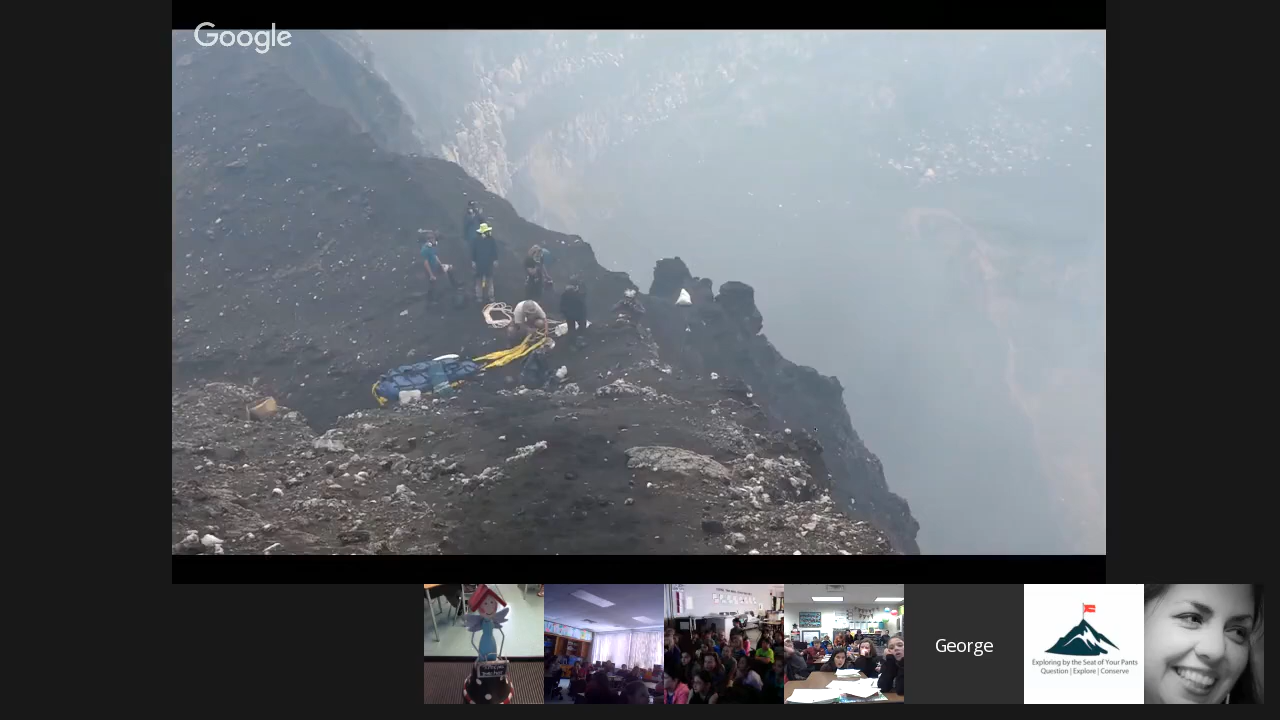 Google
George
Exploring by the Seat of Your Pants
Question | Explore | Conserve